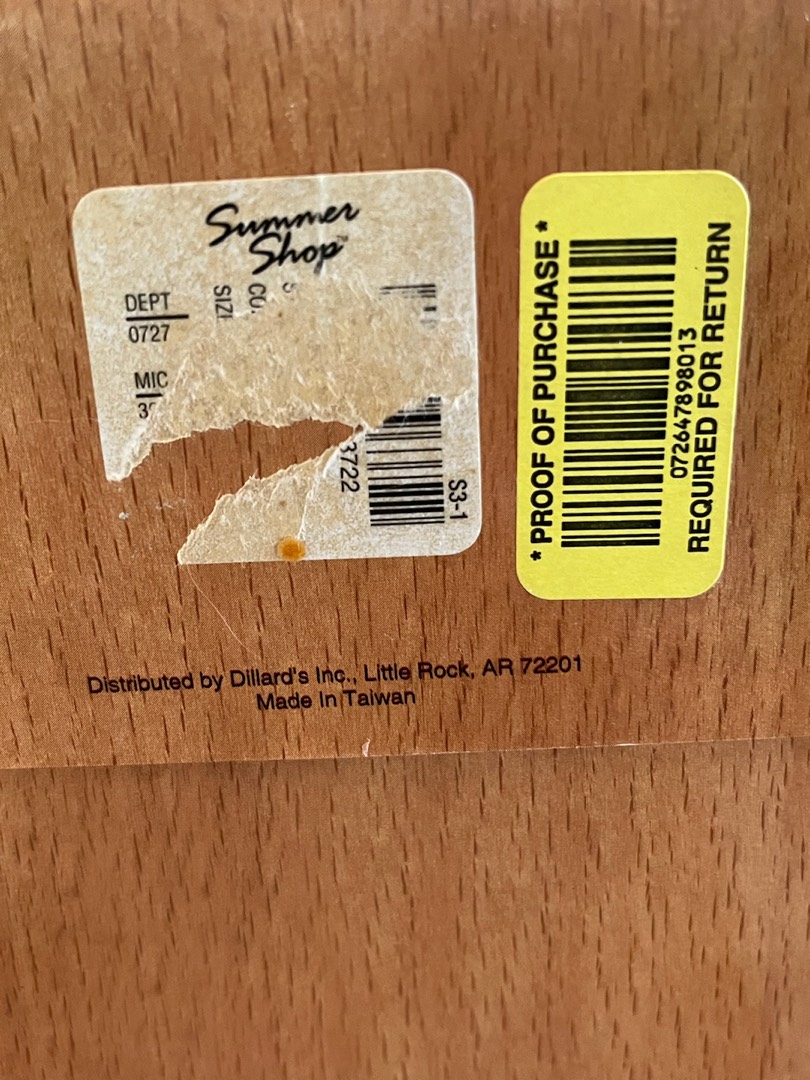 Summer
Shop™
DEPT
0727
MIC
3722
S3-1
* PROOF OF PURCHASE *
072647898013
REQUIRED FOR RETURN
Distributed by Dillard's Inc., Little Rock, AR 72201
Made In Taiwan